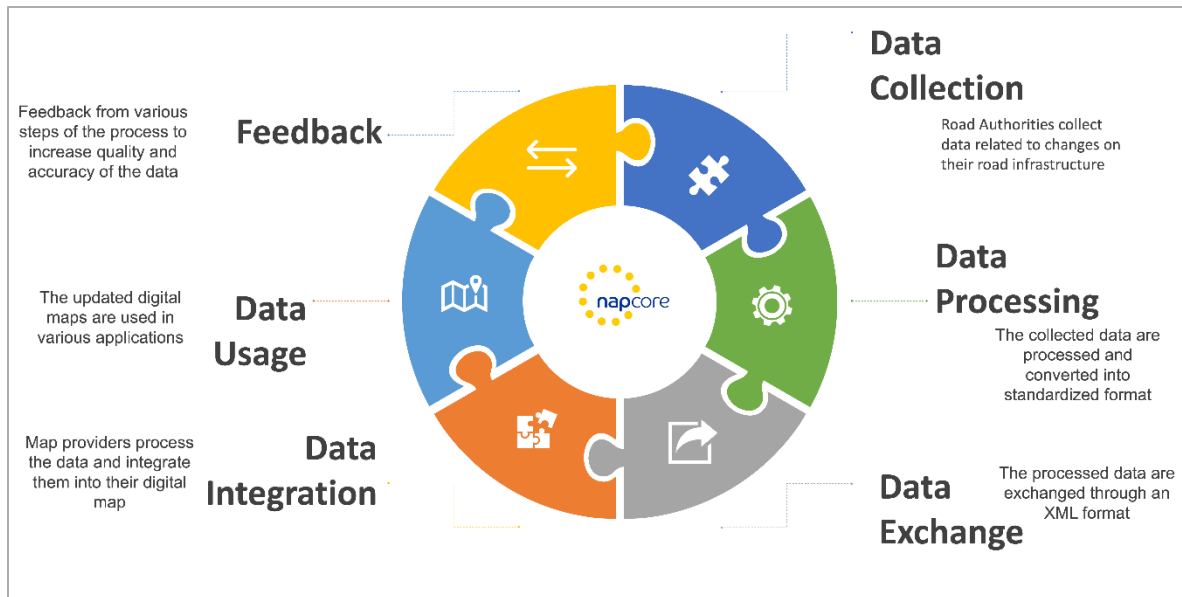 Data
Collection
Road Authorities collect
data related to changes on
their road infrastructure
Data
Processing
The collected data are
processed and
converted into
standardized format
Data
Exchange
The processed data are
exchanged through an
XML format
Data
Integration
Map providers process
the data and integrate
them into their digital
map
Data
Usage
The updated digital
maps are used in
various applications
Feedback
Feedback from various
steps of the process to
increase quality and
accuracy of the data
napcore